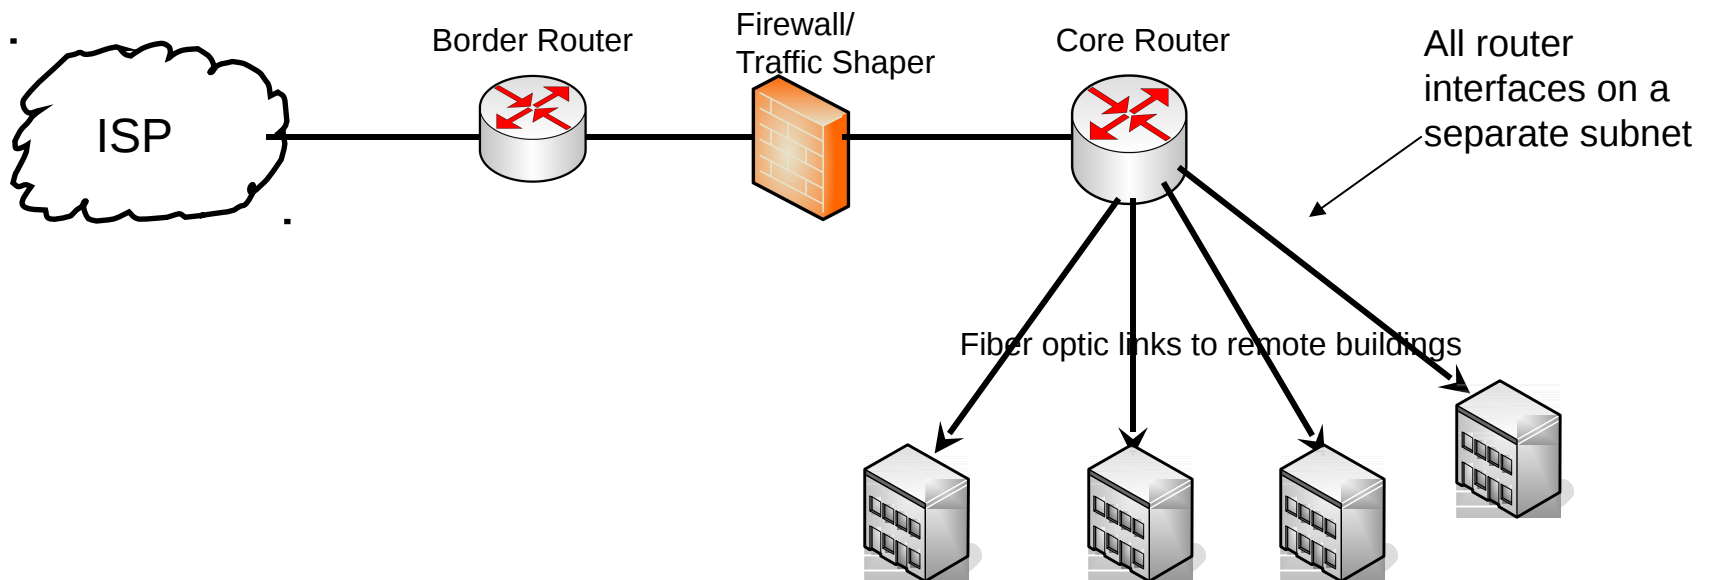 Border Router
Firewall/
Traffic Shaper
Core Router
All router
interfaces on a
separate subnet
ISP
Fiber optic links to remote buildings